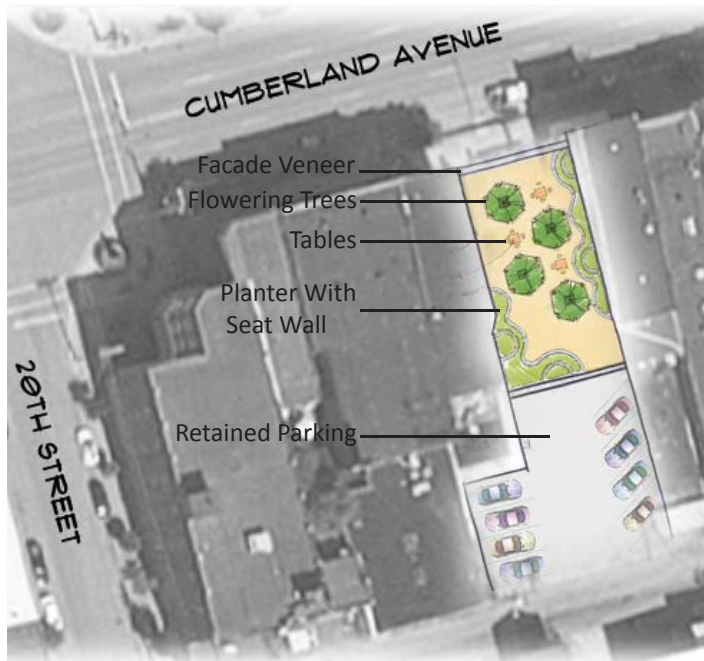 CUMBERLAND AVENUE
Facade Veneer
Flowering Trees
Tables
Planter With
Seat Wall
20TH STREET
Retained Parking